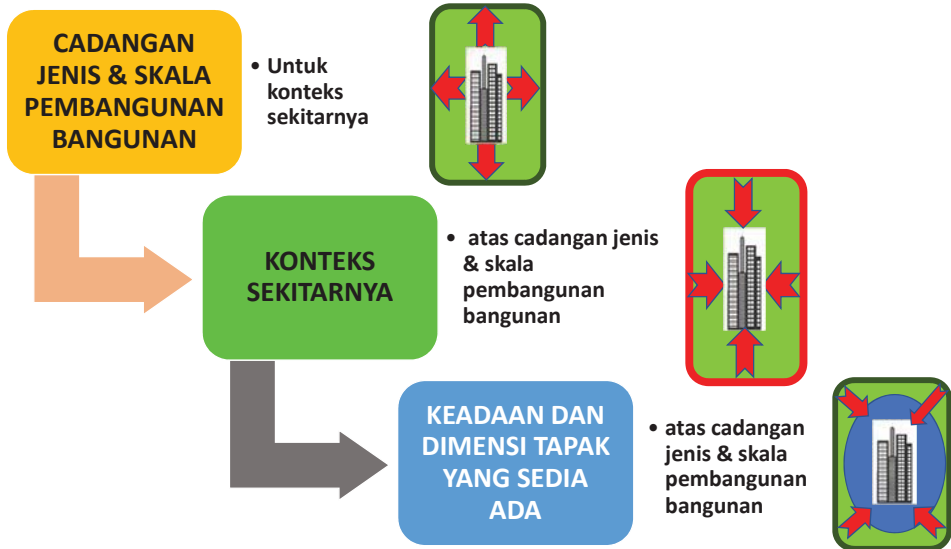 CADANGAN
JENIS & SKALA
PEMBANGUNAN
BANGUNAN
• Untuk
konteks
sekitarnya
KONTEKS
SEKITARNYA
• atas cadangan jenis
& skala
pembangunan
bangunan
KEADAAN DAN
DIMENSI TAPAK
YANG SEDIA
ADA
• atas cadangan
jenis & skala
pembangunan
bangunan